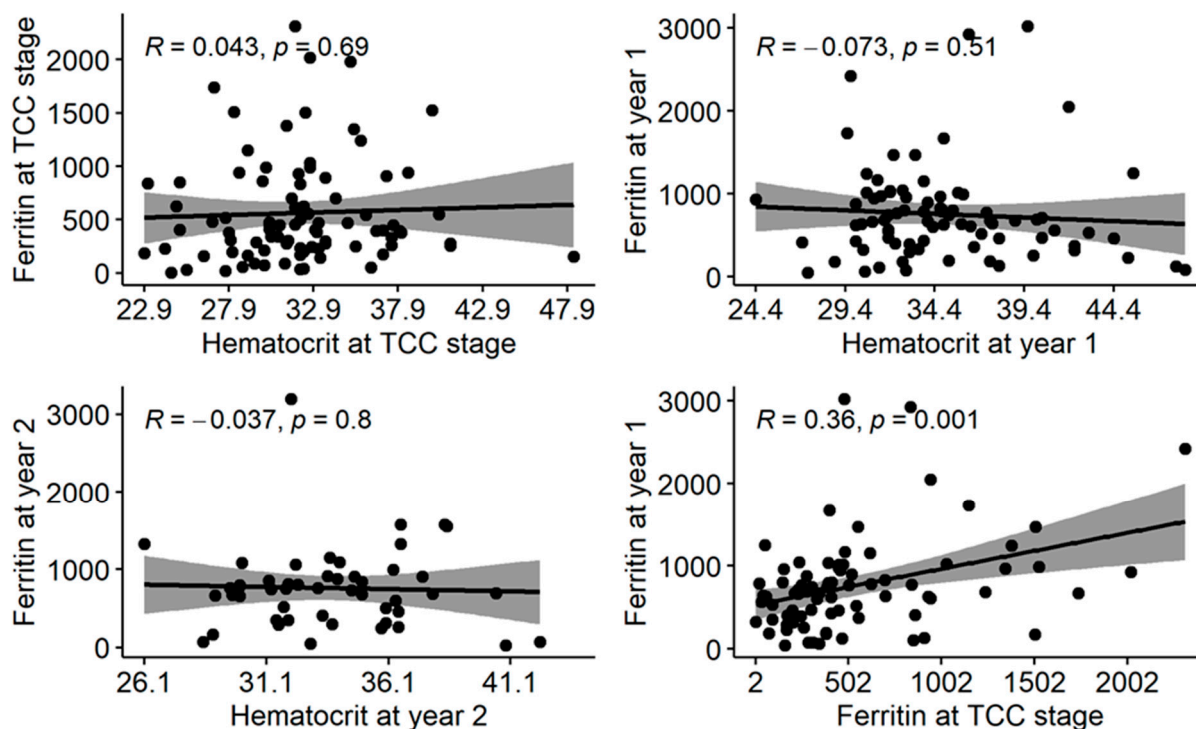 R = 0.043, p = 0.69
Ferritin at TCC stage
2000
1500
1000
500
0
22.9 27.9 32.9 37.9 42.9 47.9
Hematocrit at TCC stage
R = −0.073, p = 0.51
Ferritin at year 1
3000
2000
1000
0
24.4 29.4 34.4 39.4 44.4
Hematocrit at year 1
R = −0.037, p = 0.8
Ferritin at year 2
3000
2000
1000
0
26.1 31.1 36.1 41.1
Hematocrit at year 2
R = 0.36, p = 0.001
Ferritin at year 1
3000
2000
1000
0
2 502 1002 1502 2002
Ferritin at TCC stage